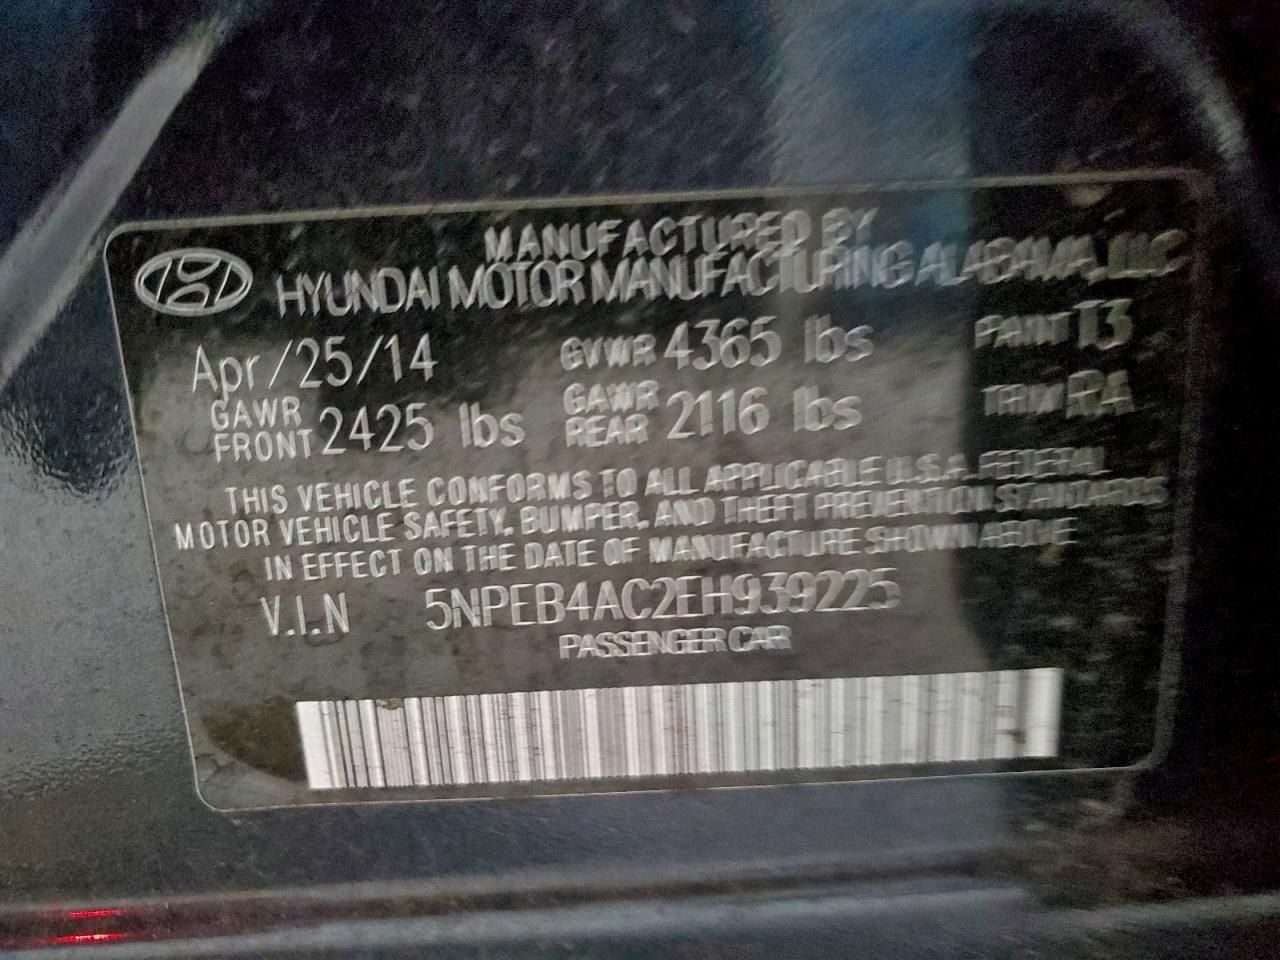 MANUFACTURED BY
HYUNDAI MOTOR MANUFACTURING ALABAMA, LLC
Apr/25/14 GVWR 4365 lbs PAINT T3
GAWR FRONT 2425 lbs GAWR REAR 2116 lbs TRIM RA
THIS VEHICLE CONFORMS TO ALL APPLICABLE U.S.A. FEDERAL
MOTOR VEHICLE SAFETY, BUMPER, AND THEFT PREVENTION STANDARDS
IN EFFECT ON THE DATE OF MANUFACTURE SHOWN ABOVE
V.I.N 5NPEB4AC2EH939225
PASSENGER CAR